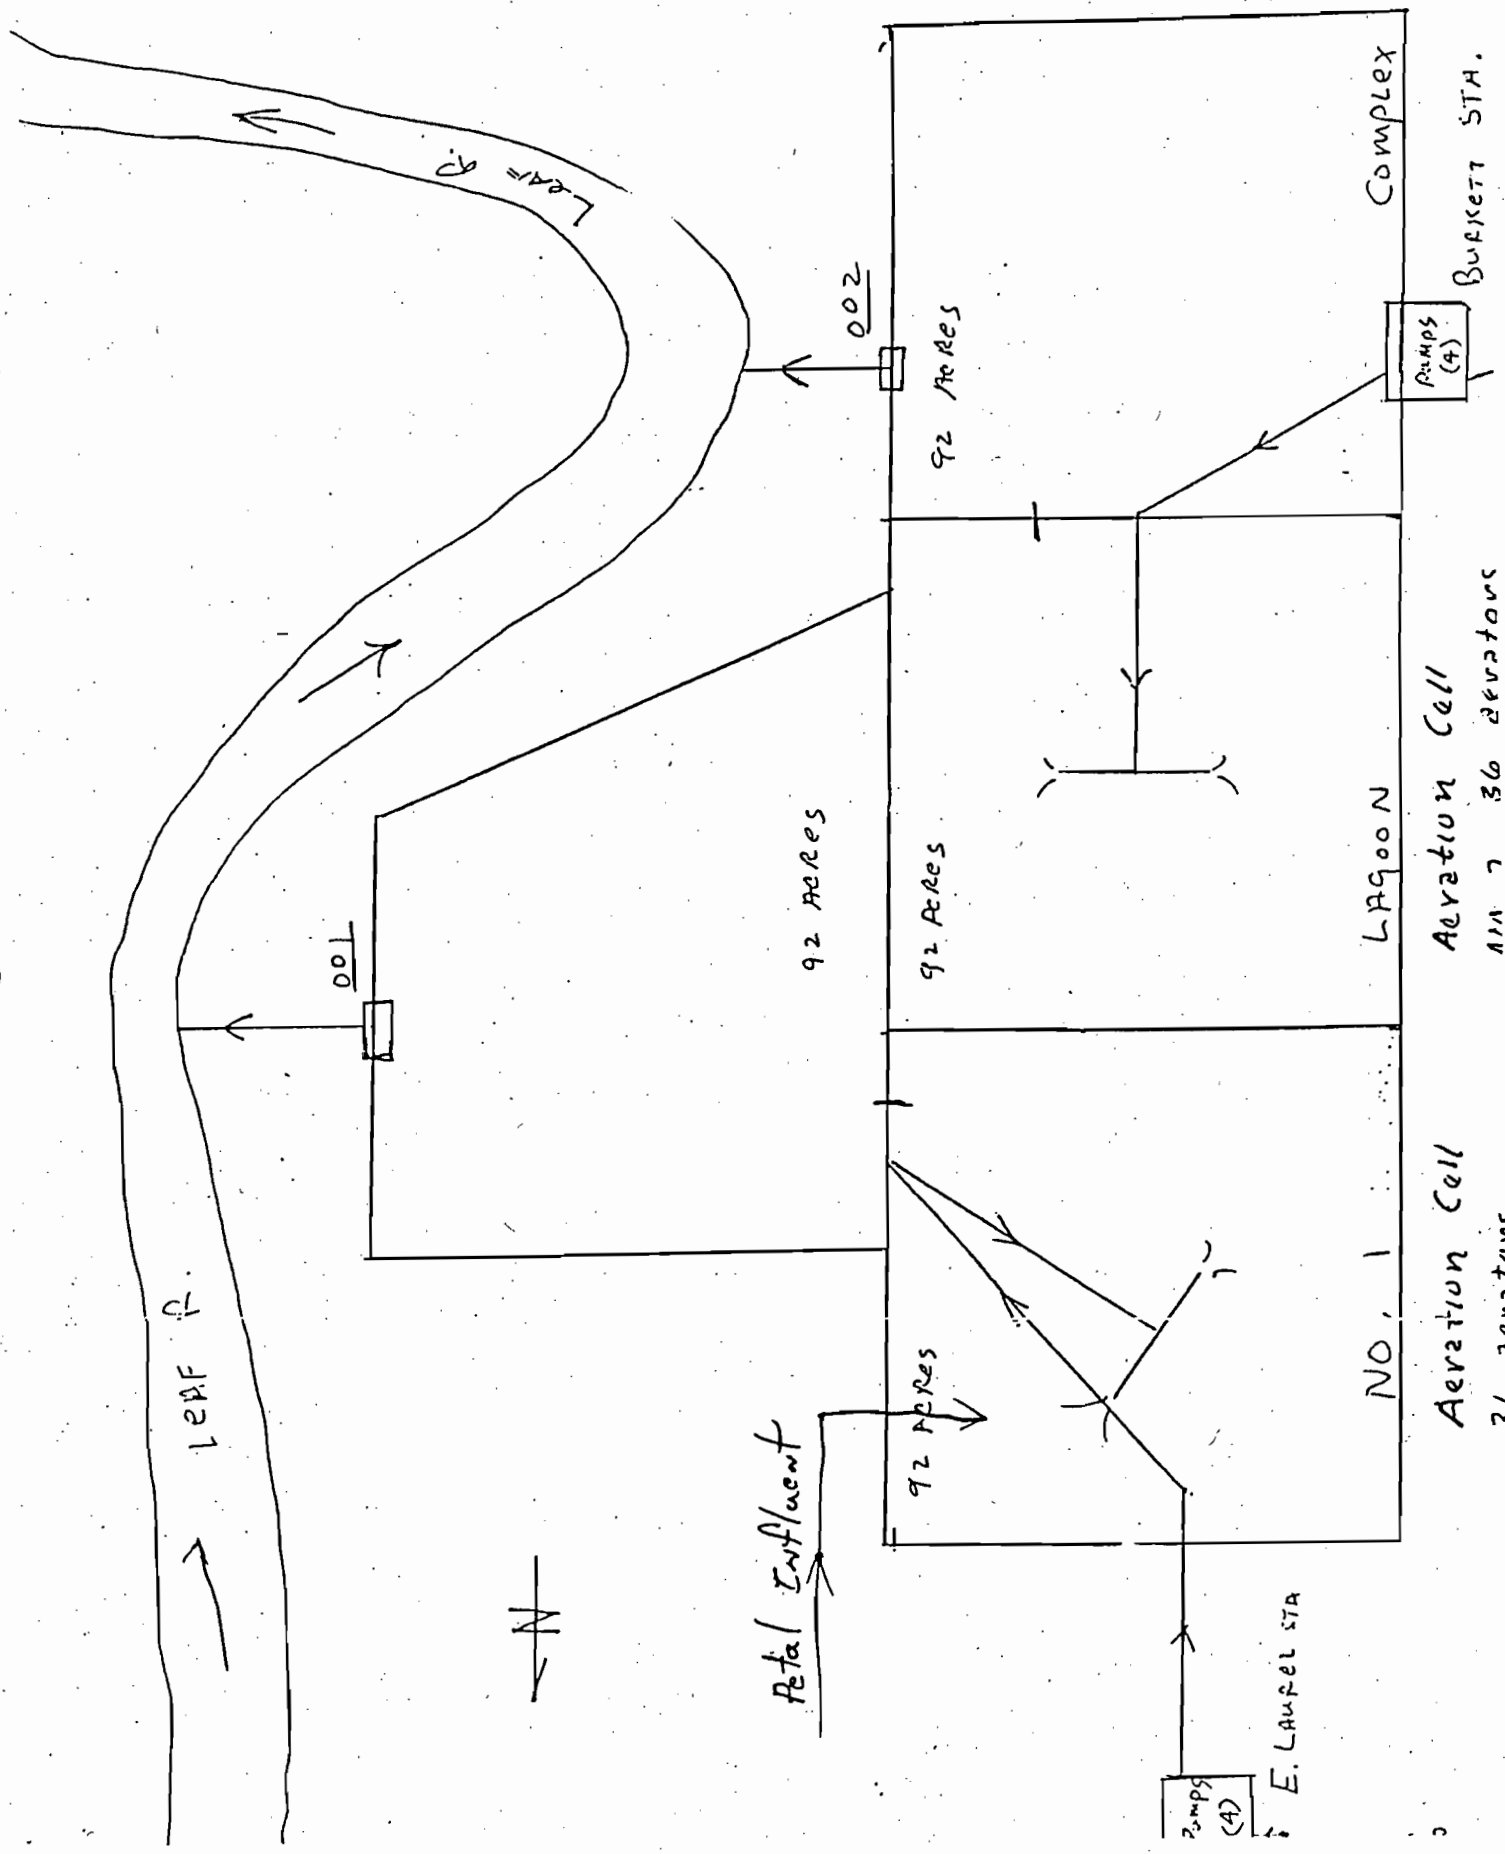 Leaf R.
Leaf R.
001
002
92 Acres
92 Acres
92 Acres
92 Acres
N
Petal Influent
NO. 1 LAgooN Complex
Pumps
(4)
E. LAurel STA
Pumps
(4)
Burkett STA.
Aeration Cell
Aeration Cell
36 aerators